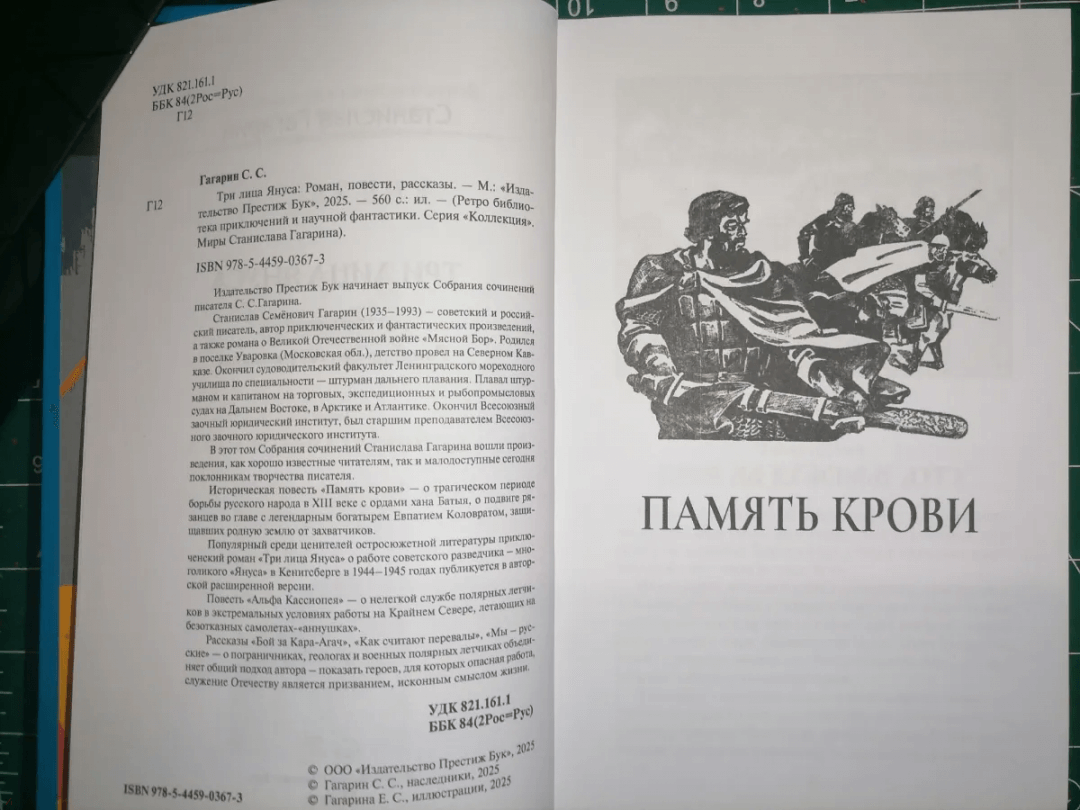 УДК 821.161.1
ББК 84(2Рос=Рус)
Г12
Гагарин С. С.
Г12
Три лица Януса: Роман, повести, рассказы. — М.: «Изда-
тельство Престиж Бук», 2025. — 560 с.: ил. — (Ретро библио-
тека приключений и научной фантастики. Серия «Коллекция».
Миры Станислава Гагарина).
ISBN 978-5-4459-0367-3
Издательство Престиж Бук начинает выпуск Собрания сочинений
писателя С. С.Гагарина.
Станислав Семёнович Гагарин (1935–1993) — советский и россий-
ский писатель, автор приключенческих и фантастических произведений,
а также романа о Великой Отечественной войне «Мясной Бор». Родился
в поселке Уваровка (Московская обл.), детство провел на Северном Кав-
казе. Окончил судоводительский факультет Ленинградского мореходного
училища по специальности — штурман дальнего плавания. Плавал штур-
маном и капитаном на торговых, экспедиционных и рыбопромысловых
судах на Дальнем Востоке, в Арктике и Атлантике. Окончил Всесоюзный
заочный юридический институт, был старшим преподавателем Всесоюз-
ного заочного юридического института.
В этот том Собрания сочинений Станислава Гагарина вошли произ-
ведения, как хорошо известные читателям, так и малодоступные сегодня
поклонникам творчества писателя.
Историческая повесть «Память крови» — о трагическом периоде
борьбы русского народа в XIII веке с ордами хана Батыя, о подвиге ря-
занцев во главе с легендарным богатырем Евпатием Коловратом, защи-
щавших родную землю от захватчиков.
Популярный среди ценителей остросюжетной литературы приклю-
ченский роман «Три лица Януса» о работе советского разведчика – мно-
голикого «Януса» в Кенигсберге в 1944–1945 годах публикуется в автор-
ской расширенной версии.
Повесть «Альфа Кассиопея» — о нелегкой службе полярных летчи-
ков в экстремальных условиях работы на Крайнем Севере, летающих на
безотказных самолетах-«аннушках».
Рассказы «Бой за Кара-Агач», «Как считают перевалы», «Мы – рус-
ские» — о пограничниках, геологах и военных полярных летчиках объеди-
няет общий подход автора — показать героев, для которых опасная работа,
служение Отечеству является призванием, исконным смыслом жизни.
УДК 821.161.1
ББК 84(2Рос=Рус)
© ООО «Издательство Престиж Бук», 2025
© Гагарин С. С., наследники, 2025
© Гагарина Е. С., иллюстрации, 2025
ISBN 978-5-4459-0367-3
ПАМЯТЬ КРОВИ
10